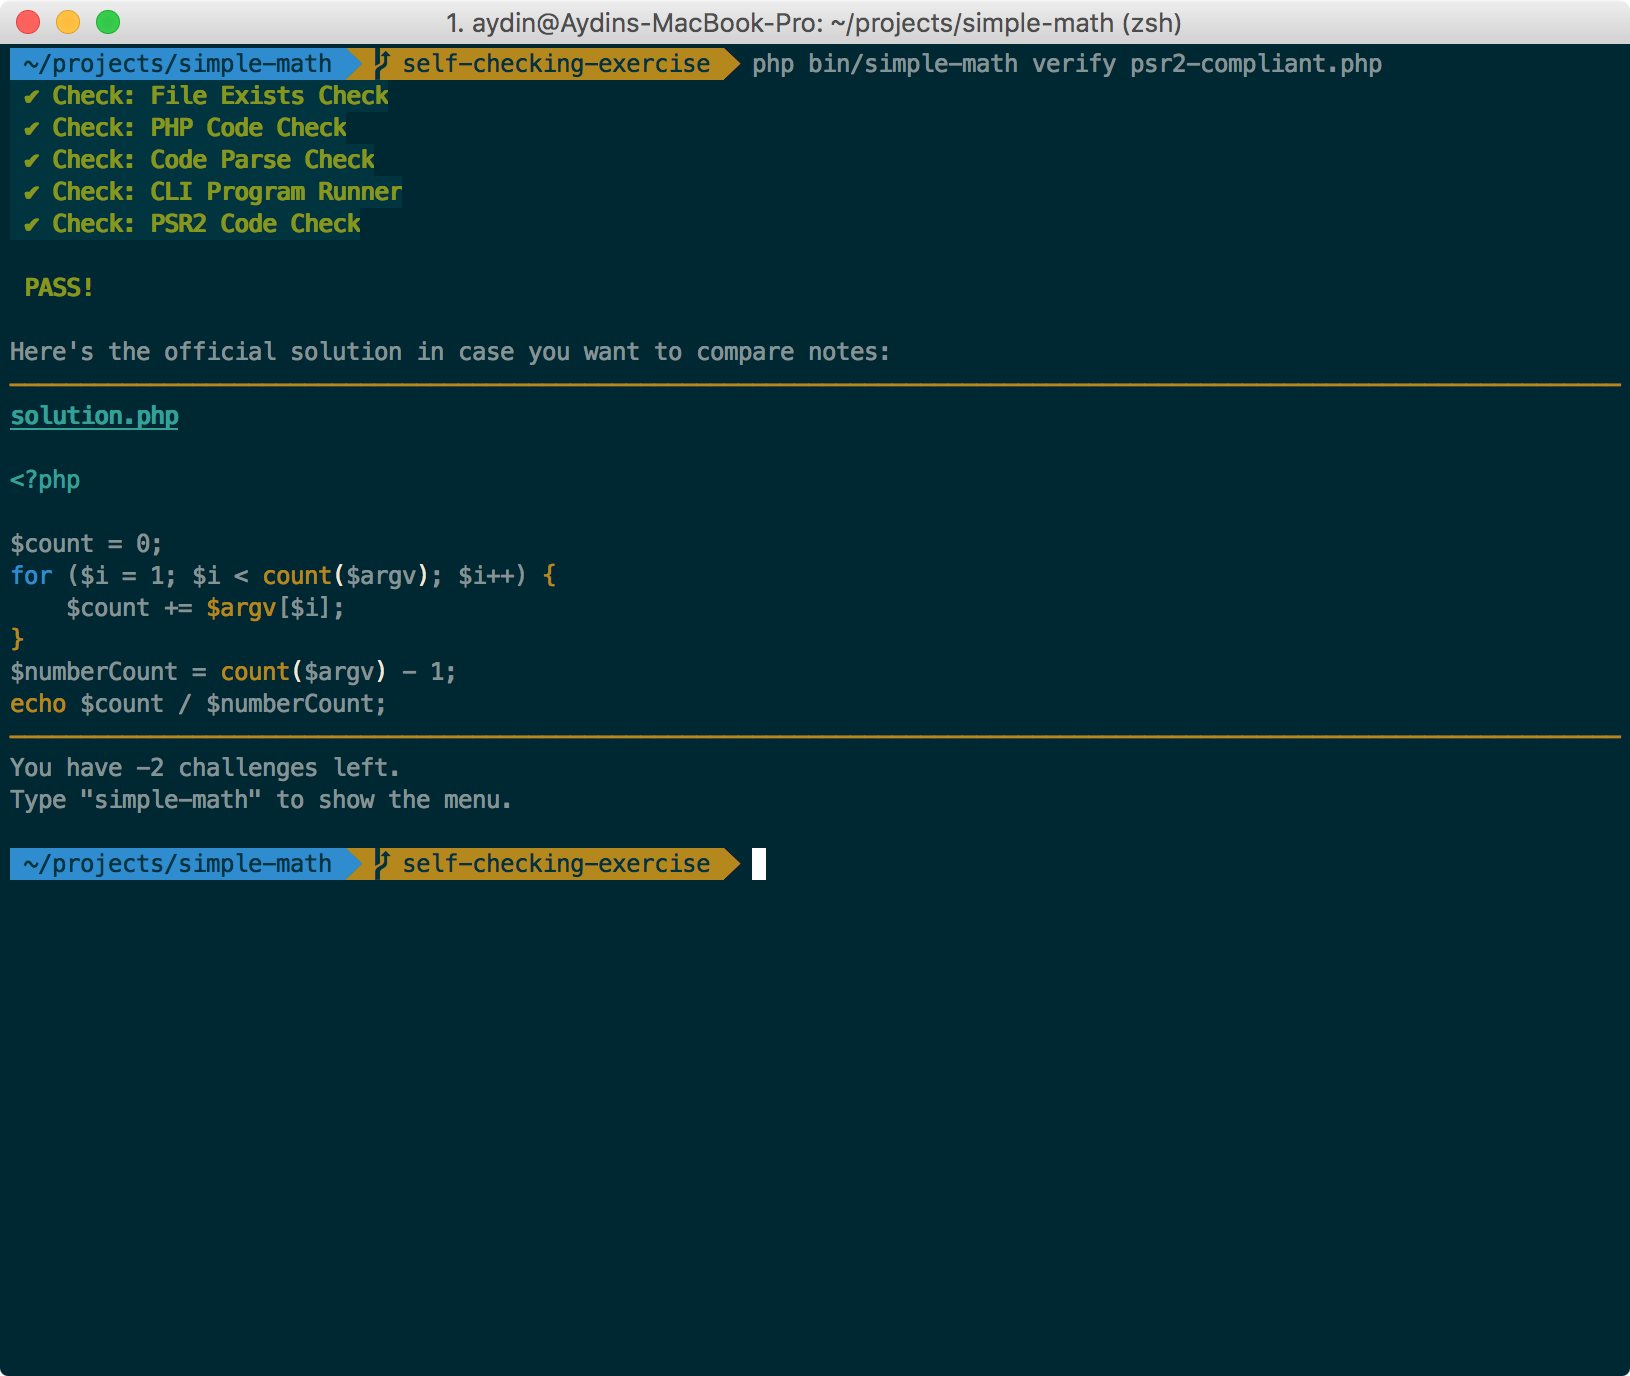 1. aydin@Aydins-MacBook-Pro: ~/projects/simple-math (zsh)
~/projects/simple-math self-checking-exercise php bin/simple-math verify psr2-compliant.php
✔ Check: File Exists Check
✔ Check: PHP Code Check
✔ Check: Code Parse Check
✔ Check: CLI Program Runner
✔ Check: PSR2 Code Check
PASS!
Here's the official solution in case you want to compare notes:
solution.php
<?php
$count = 0;
for ($i = 1; $i < count($argv); $i++) {
    $count += $argv[$i];
}
$numberCount = count($argv) - 1;
echo $count / $numberCount;
You have -2 challenges left.
Type "simple-math" to show the menu.
~/projects/simple-math self-checking-exercise